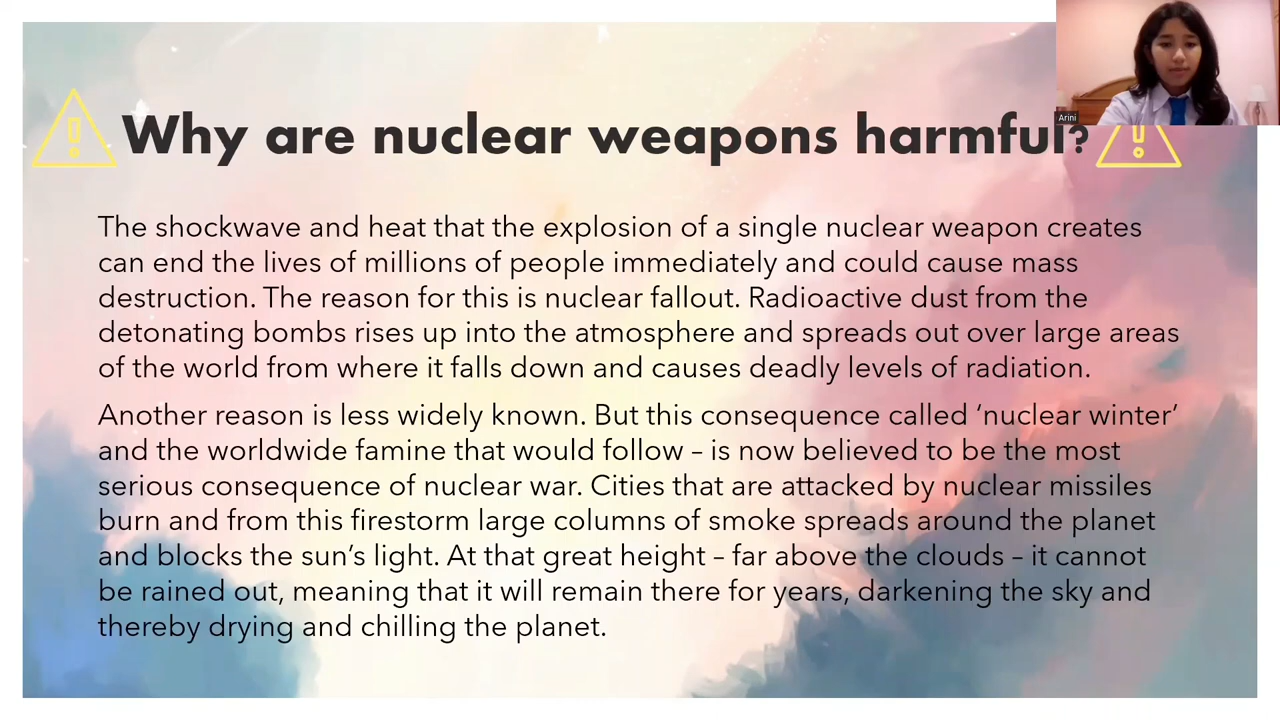 Why are nuclear weapons harmful?
Arini
The shockwave and heat that the explosion of a single nuclear weapon creates
can end the lives of millions of people immediately and could cause mass
destruction. The reason for this is nuclear fallout. Radioactive dust from the
detonating bombs rises up into the atmosphere and spreads out over large areas
of the world from where it falls down and causes deadly levels of radiation.
Another reason is less widely known. But this consequence called ‘nuclear winter’
and the worldwide famine that would follow – is now believed to be the most
serious consequence of nuclear war. Cities that are attacked by nuclear missiles
burn and from this firestorm large columns of smoke spreads around the planet
and blocks the sun’s light. At that great height – far above the clouds – it cannot
be rained out, meaning that it will remain there for years, darkening the sky and
thereby drying and chilling the planet.